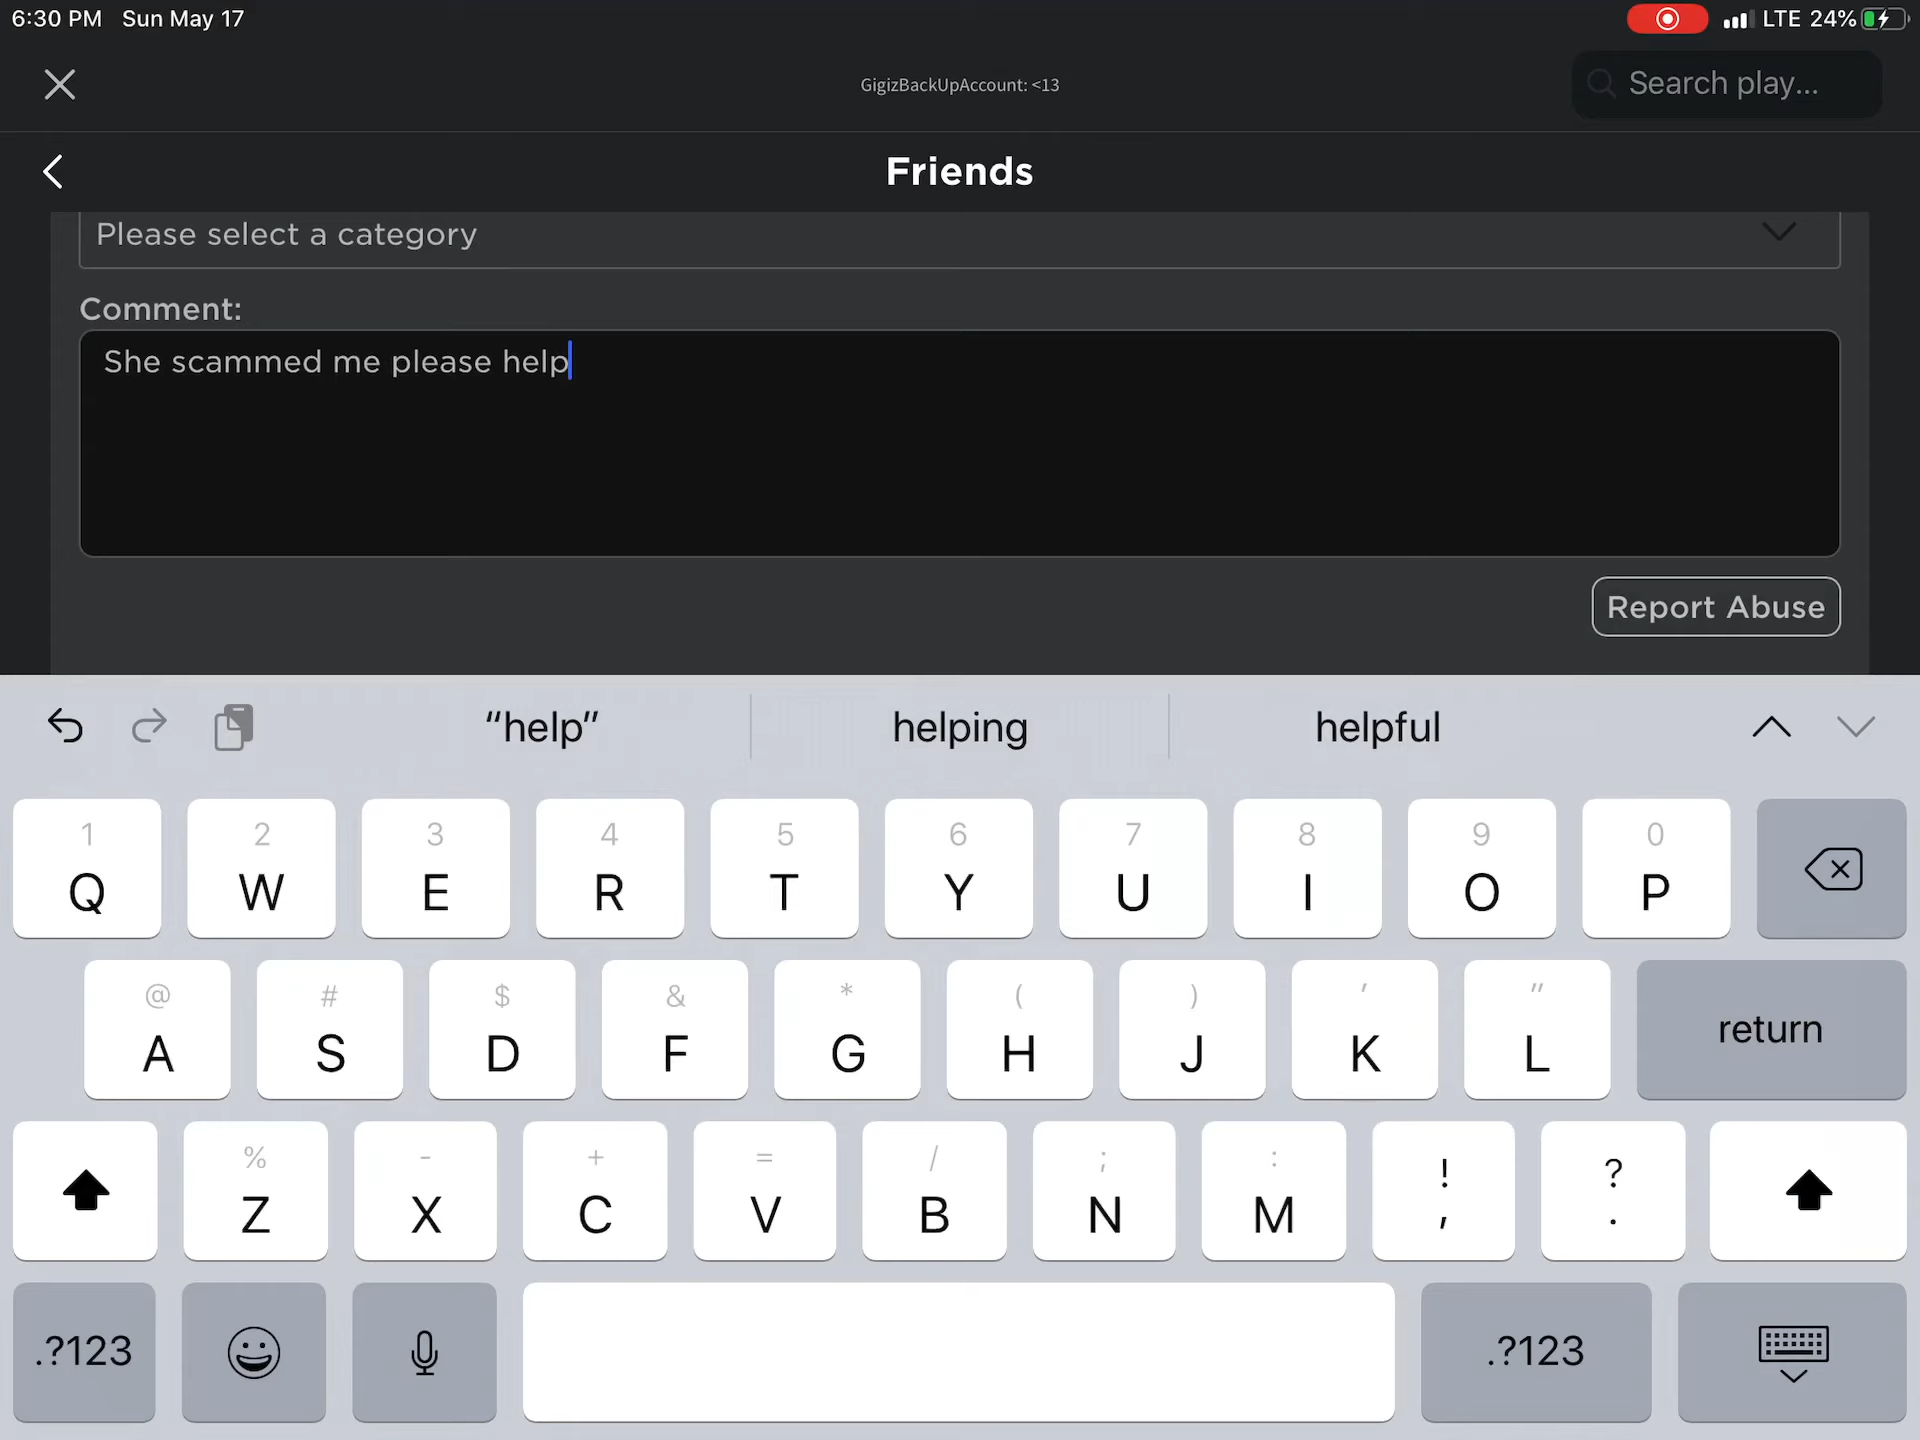 6:30 PM Sun May 17
LTE 24%
GigizBackUpAccount: <13
Search play...
Friends
Please select a category
Comment:
She scammed me please help
Report Abuse
“help” helping helpful
1 2 3 4 5 6 7 8 9 0
Q W E R T Y U I O P
@ # $ & * ( ) ' "
A S D F G H J K L return
% - + = / ; : ! ?
Z X C V B N M , .
.?123 .?123